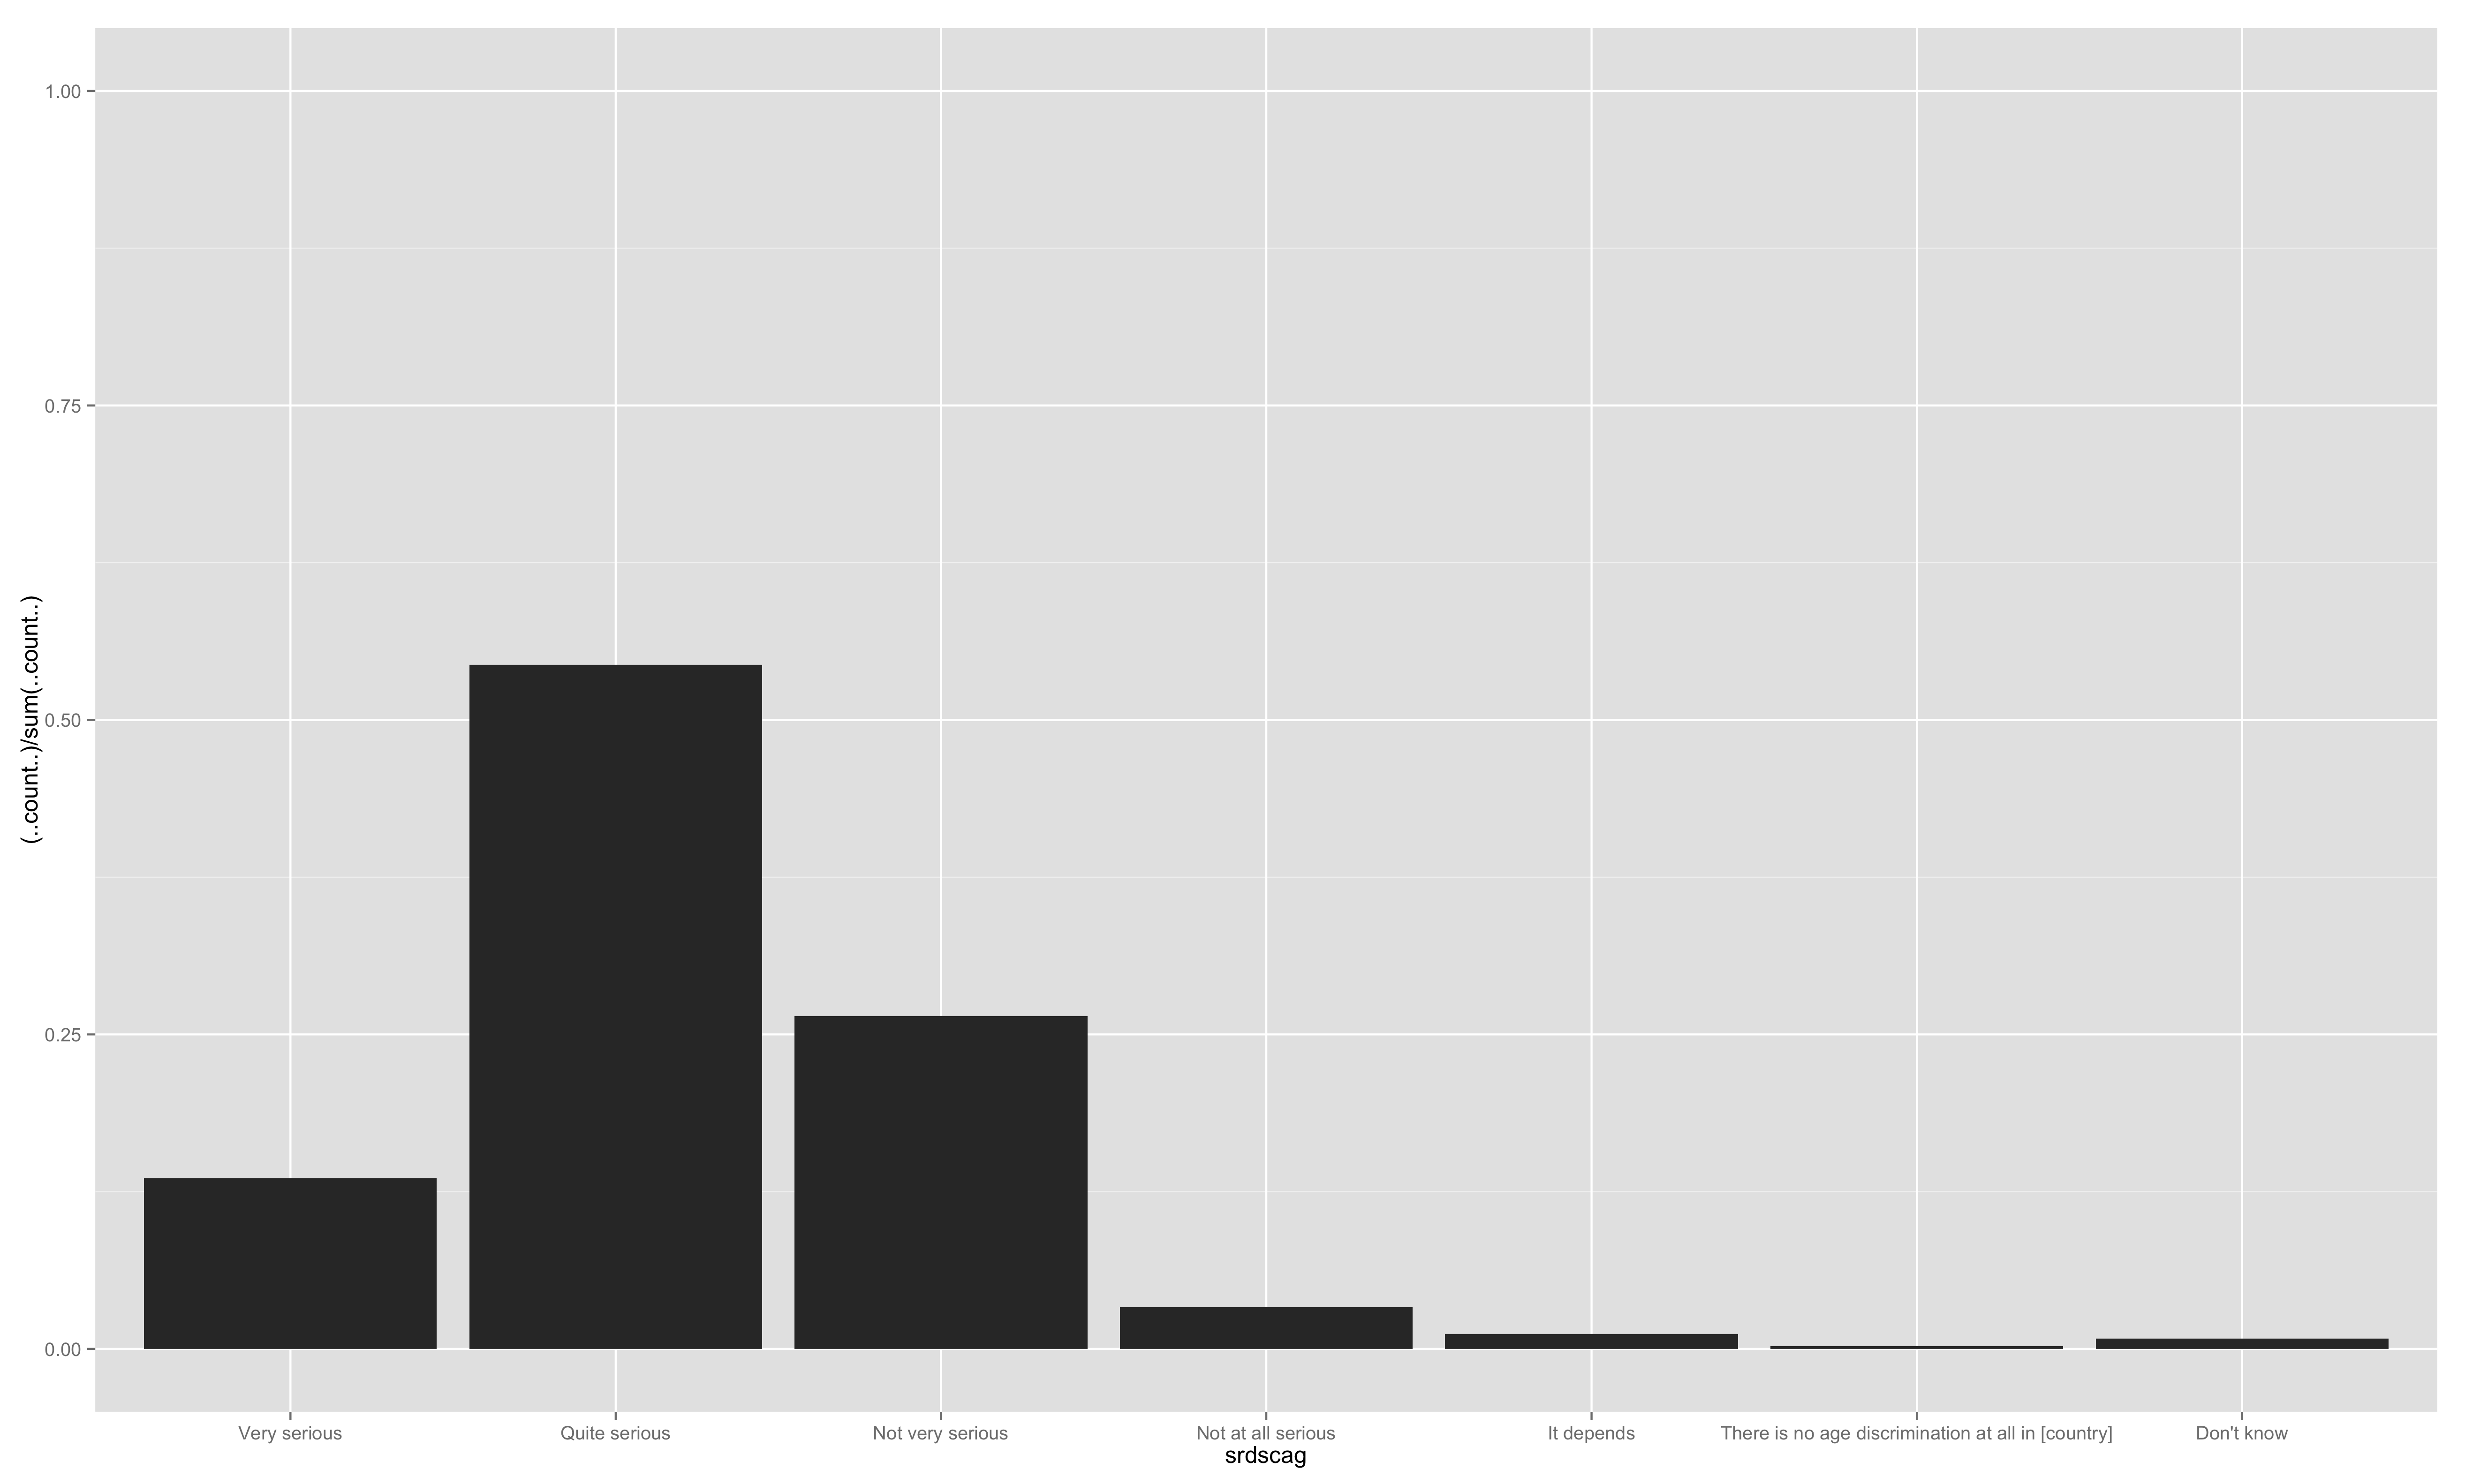 1.00
0.75
0.50
0.25
0.00
(..count..)/sum(..count..)
Very serious
Quite serious
Not very serious
Not at all serious
It depends
There is no age discrimination at all in [country]
Don't know
srdscag